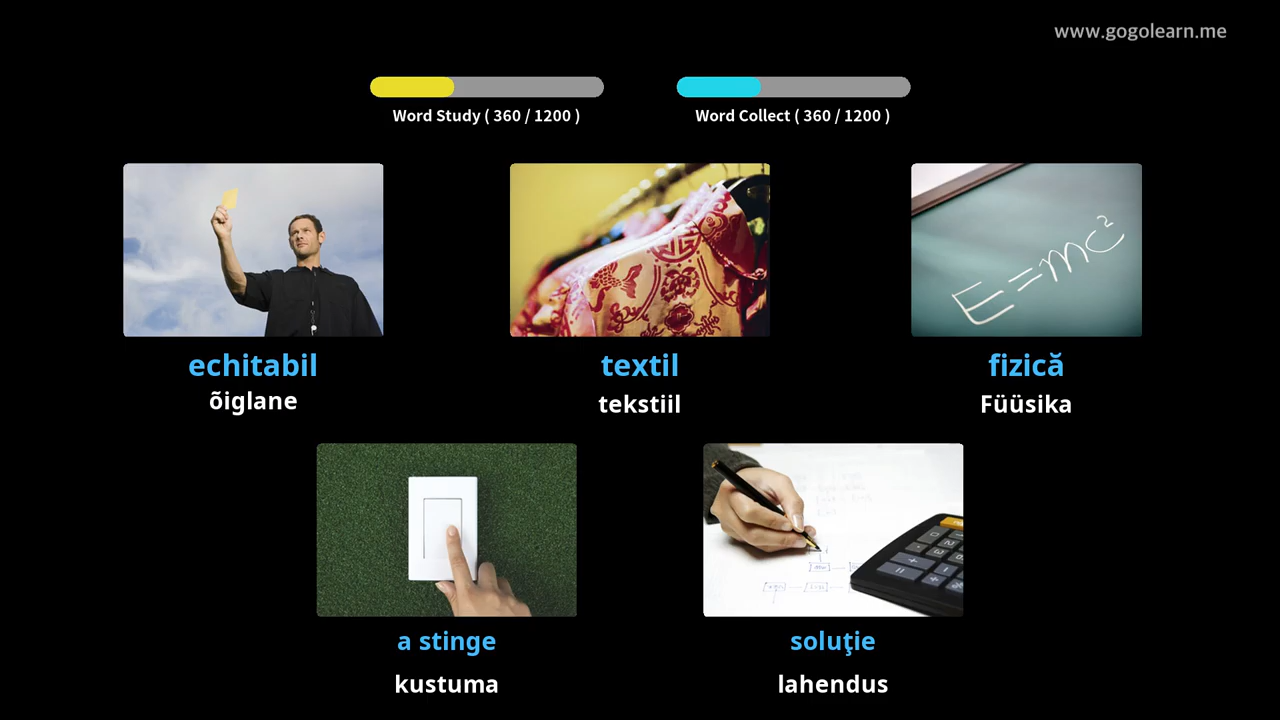 www.gogolearn.me
Word Study ( 360 / 1200 )
Word Collect ( 360 / 1200 )
E=mc²
echitabil
õiglane
textil
tekstiil
fizică
Füüsika
a stinge
kustuma
soluţie
lahendus